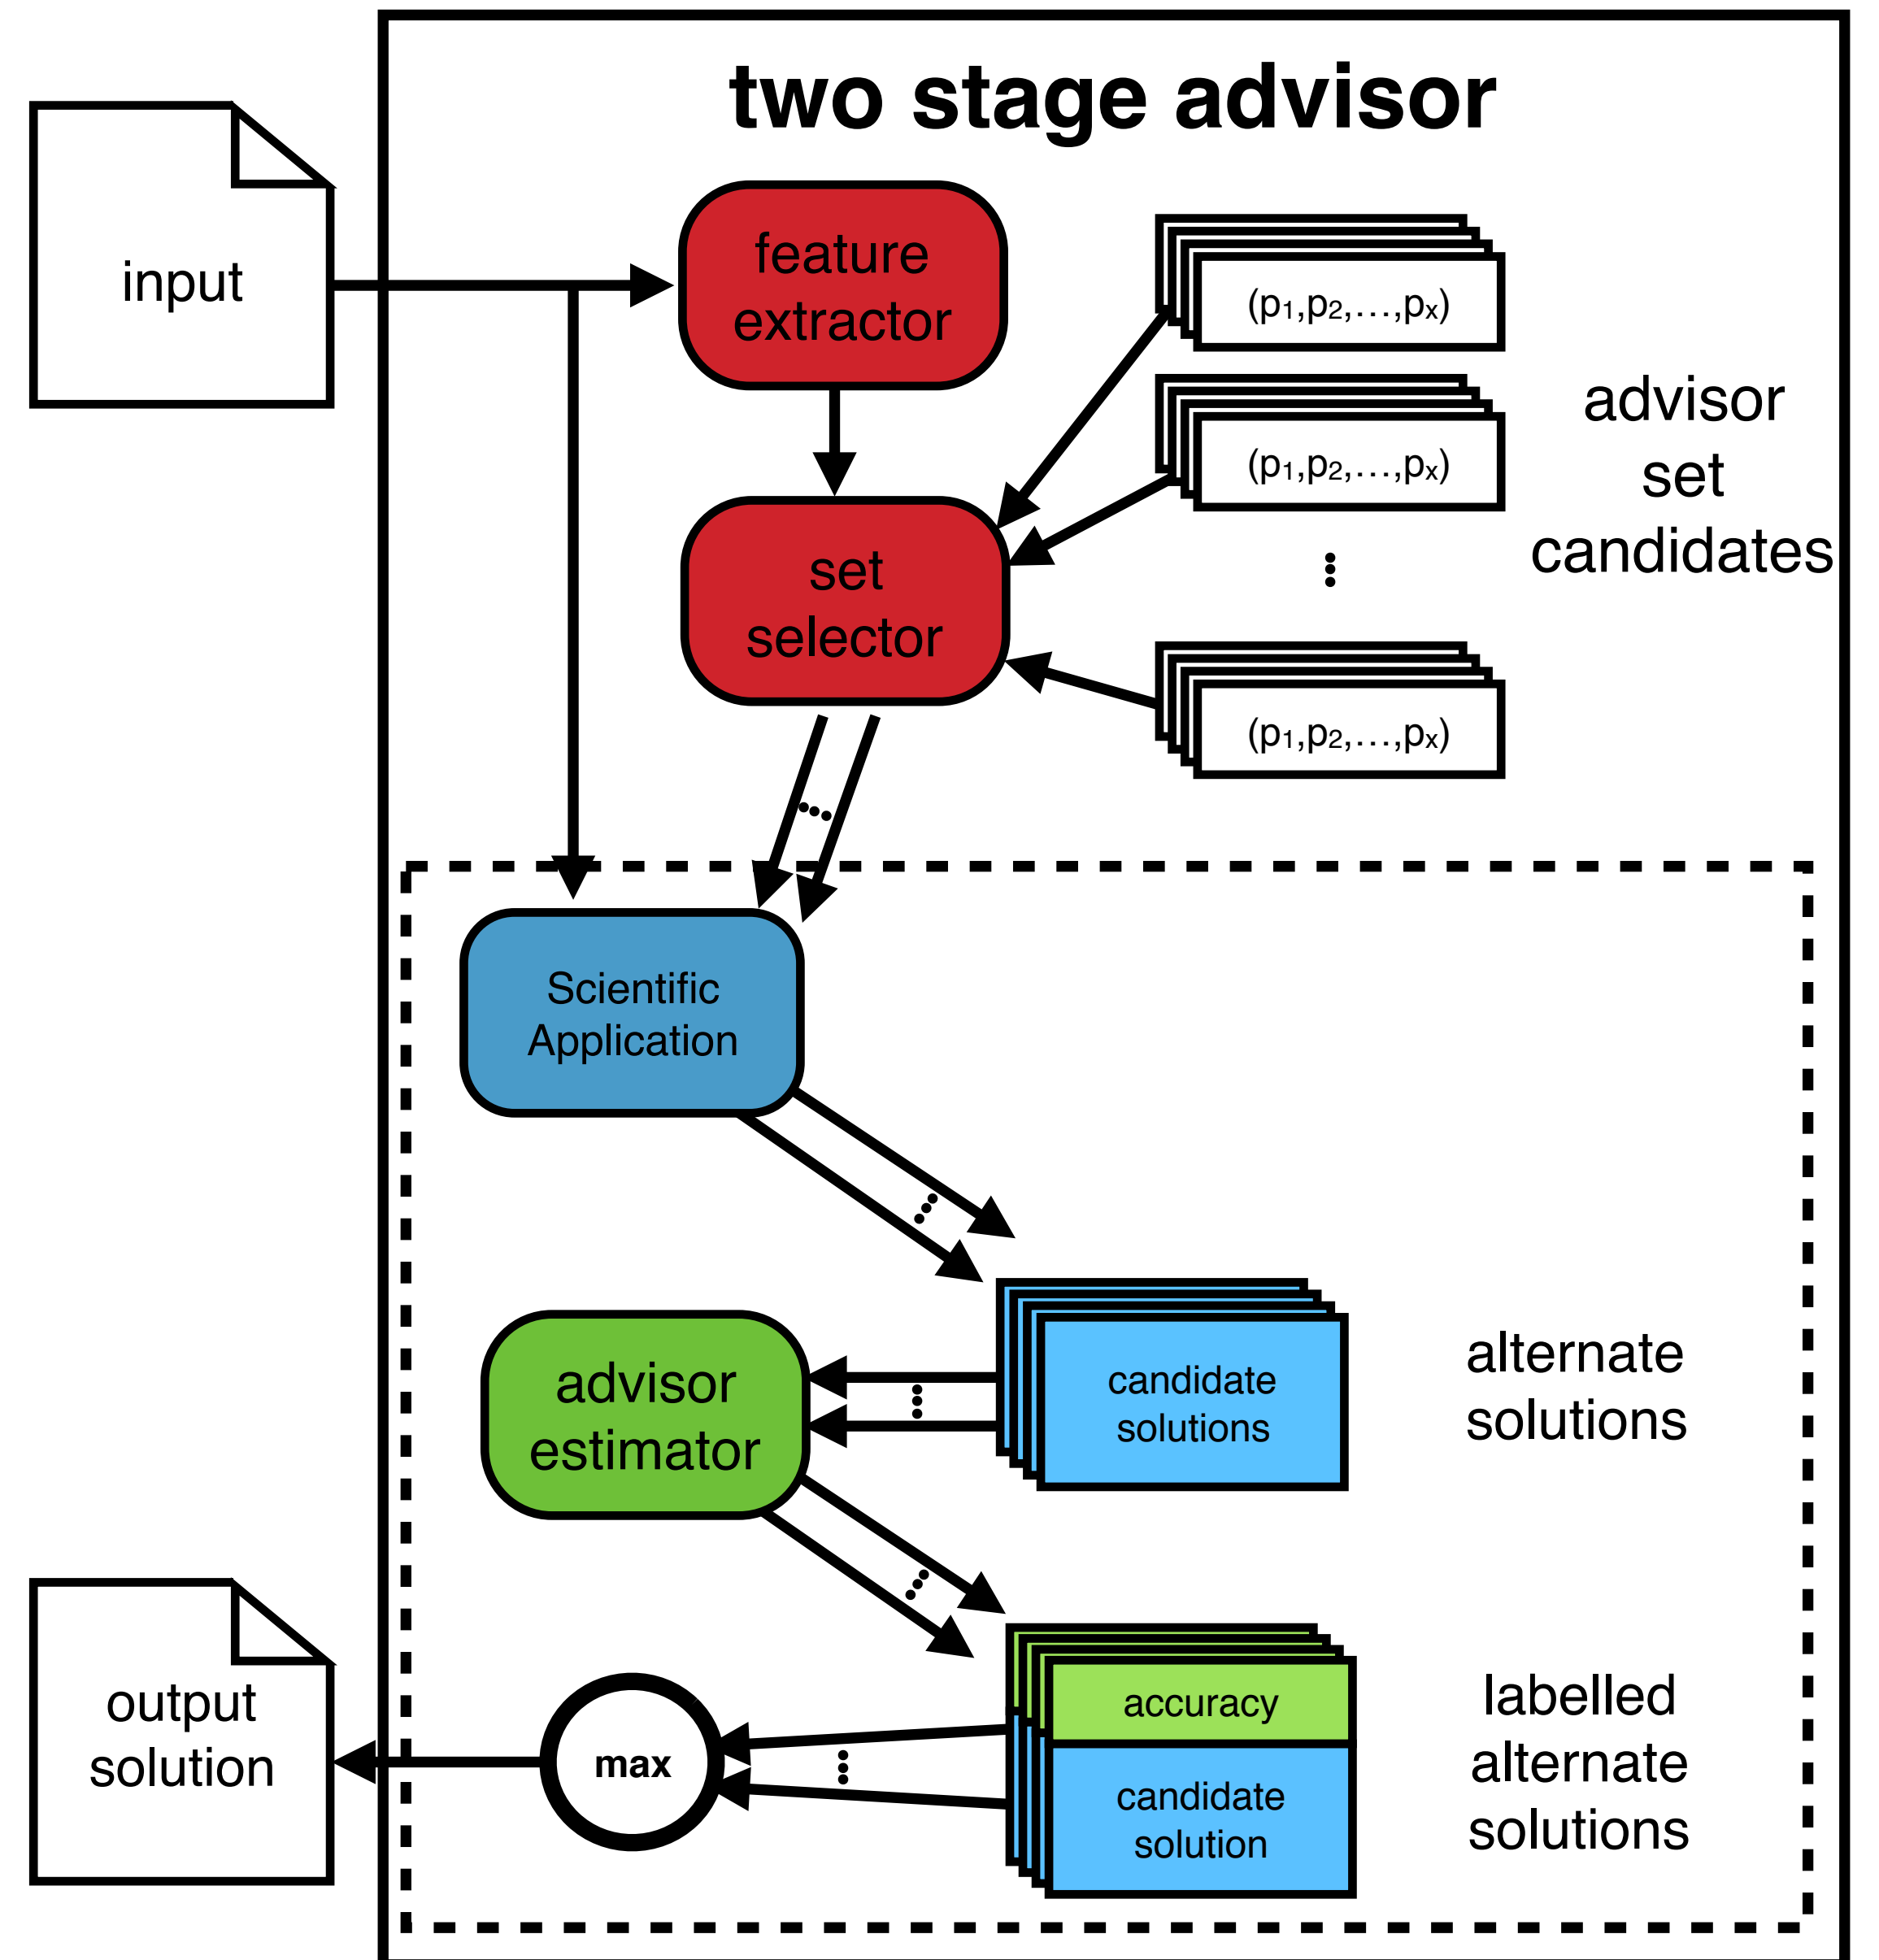 two stage advisor
input
feature
extractor
(p₁,p₂,…,pₓ)
(p₁,p₂,…,pₓ)
advisor
set
candidates
set
selector
(p₁,p₂,…,pₓ)
Scientific
Application
advisor
estimator
candidate
solutions
alternate
solutions
output
solution
max
accuracy
candidate
solution
labelled
alternate
solutions